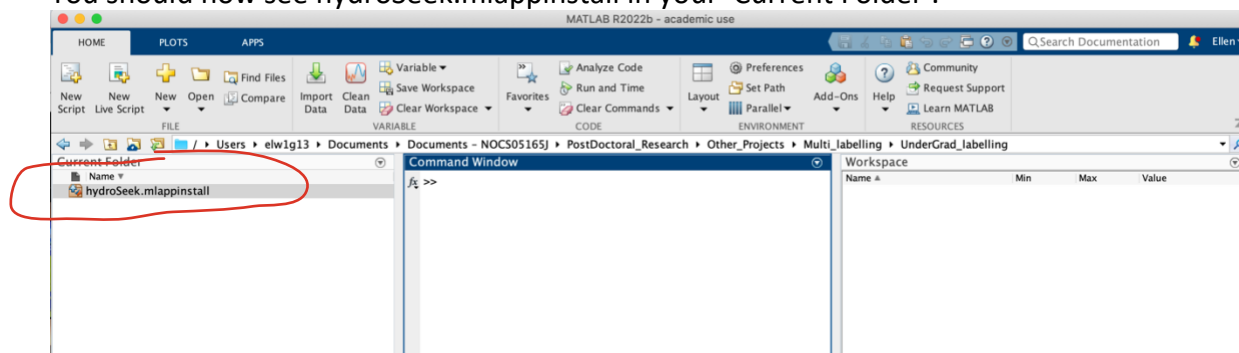 You should now see hydroSeek.mlappinstall in your 'Current Folder'.
MATLAB R2022b - academic use
HOME PLOTS APPS
Search Documentation Ellen
New Script
New Live Script
New
Open
Find Files
Compare
Import Data
Clean Data
Variable
Save Workspace
Clear Workspace
Favorites
Analyze Code
Run and Time
Clear Commands
Layout
Preferences
Set Path
Parallel
Add-Ons
Help
Community
Request Support
Learn MATLAB
FILE VARIABLE CODE ENVIRONMENT RESOURCES
/ Users elw1g13 Documents Documents - NOCS05165J PostDoctoral_Research Other_Projects Multi_labelling UnderGrad_labelling
Current Folder
Name
hydroSeek.mlappinstall
Command Window
fx >>
Workspace
Name Min Max Value